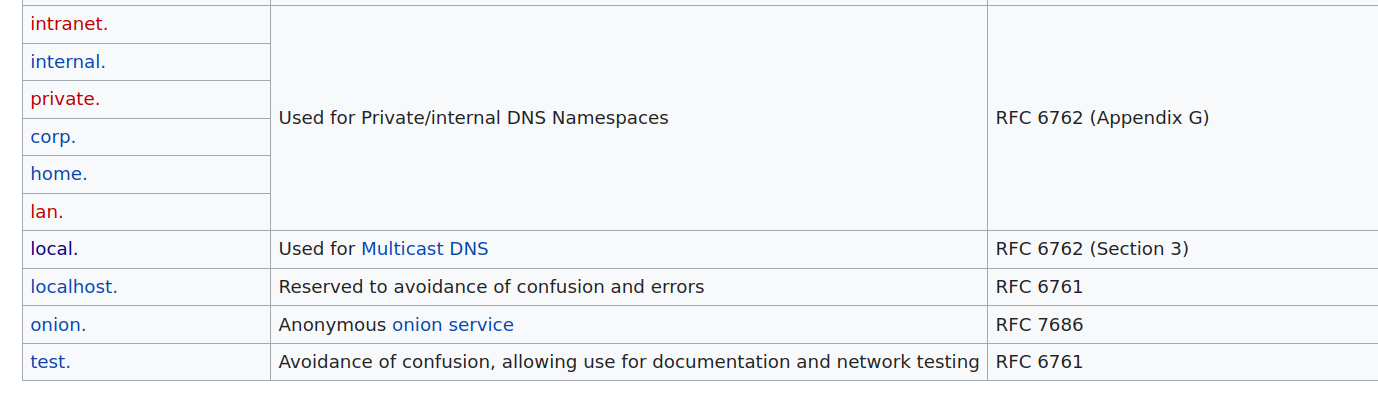 intranet.
internal.
private.
corp.
home.
lan.
Used for Private/internal DNS Namespaces
RFC 6762 (Appendix G)
local.
Used for Multicast DNS
RFC 6762 (Section 3)
localhost.
Reserved to avoidance of confusion and errors
RFC 6761
onion.
Anonymous onion service
RFC 7686
test.
Avoidance of confusion, allowing use for documentation and network testing
RFC 6761